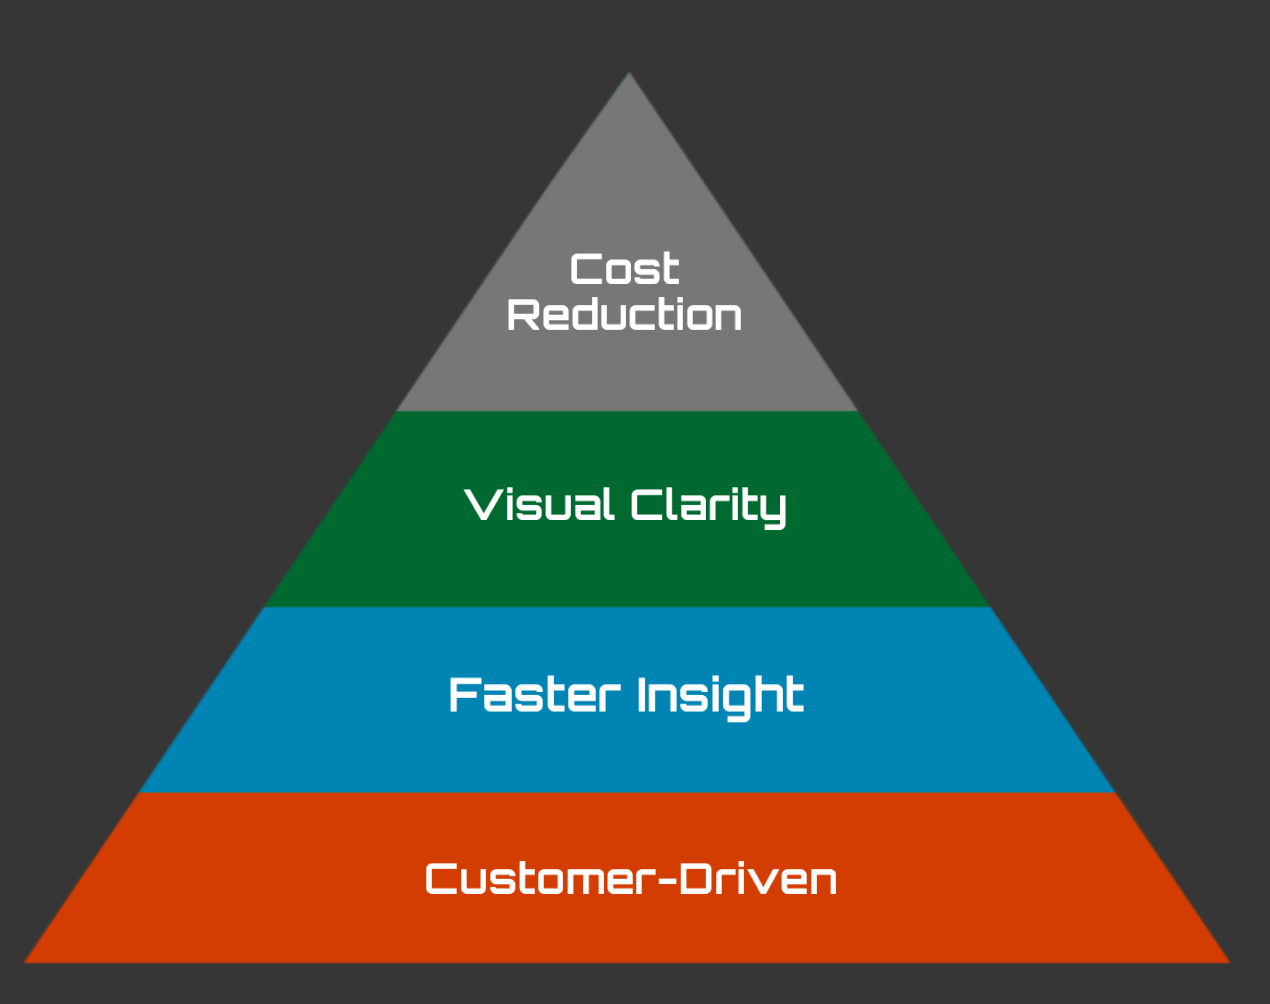 Cost
Reduction
Visual Clarity
Faster Insight
Customer-Driven